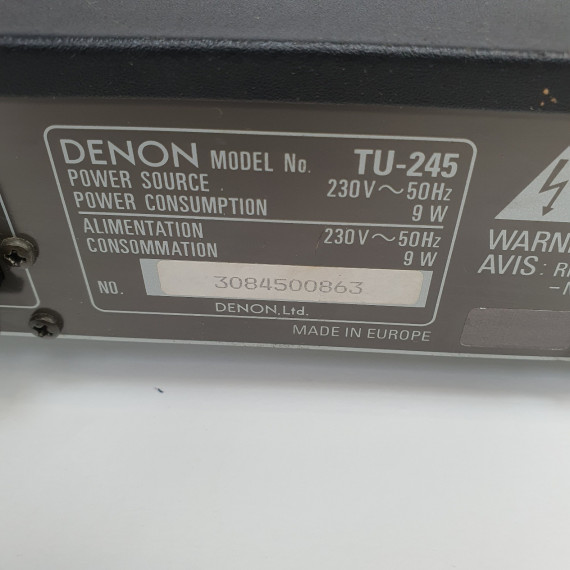 DENON MODEL No. TU-245
POWER SOURCE 230V~50Hz
POWER CONSUMPTION 9 W
ALIMENTATION 230V~50Hz
CONSOMMATION 9 W
NO. 3084500863
DENON, Ltd.
MADE IN EUROPE
WARN
AVIS: R